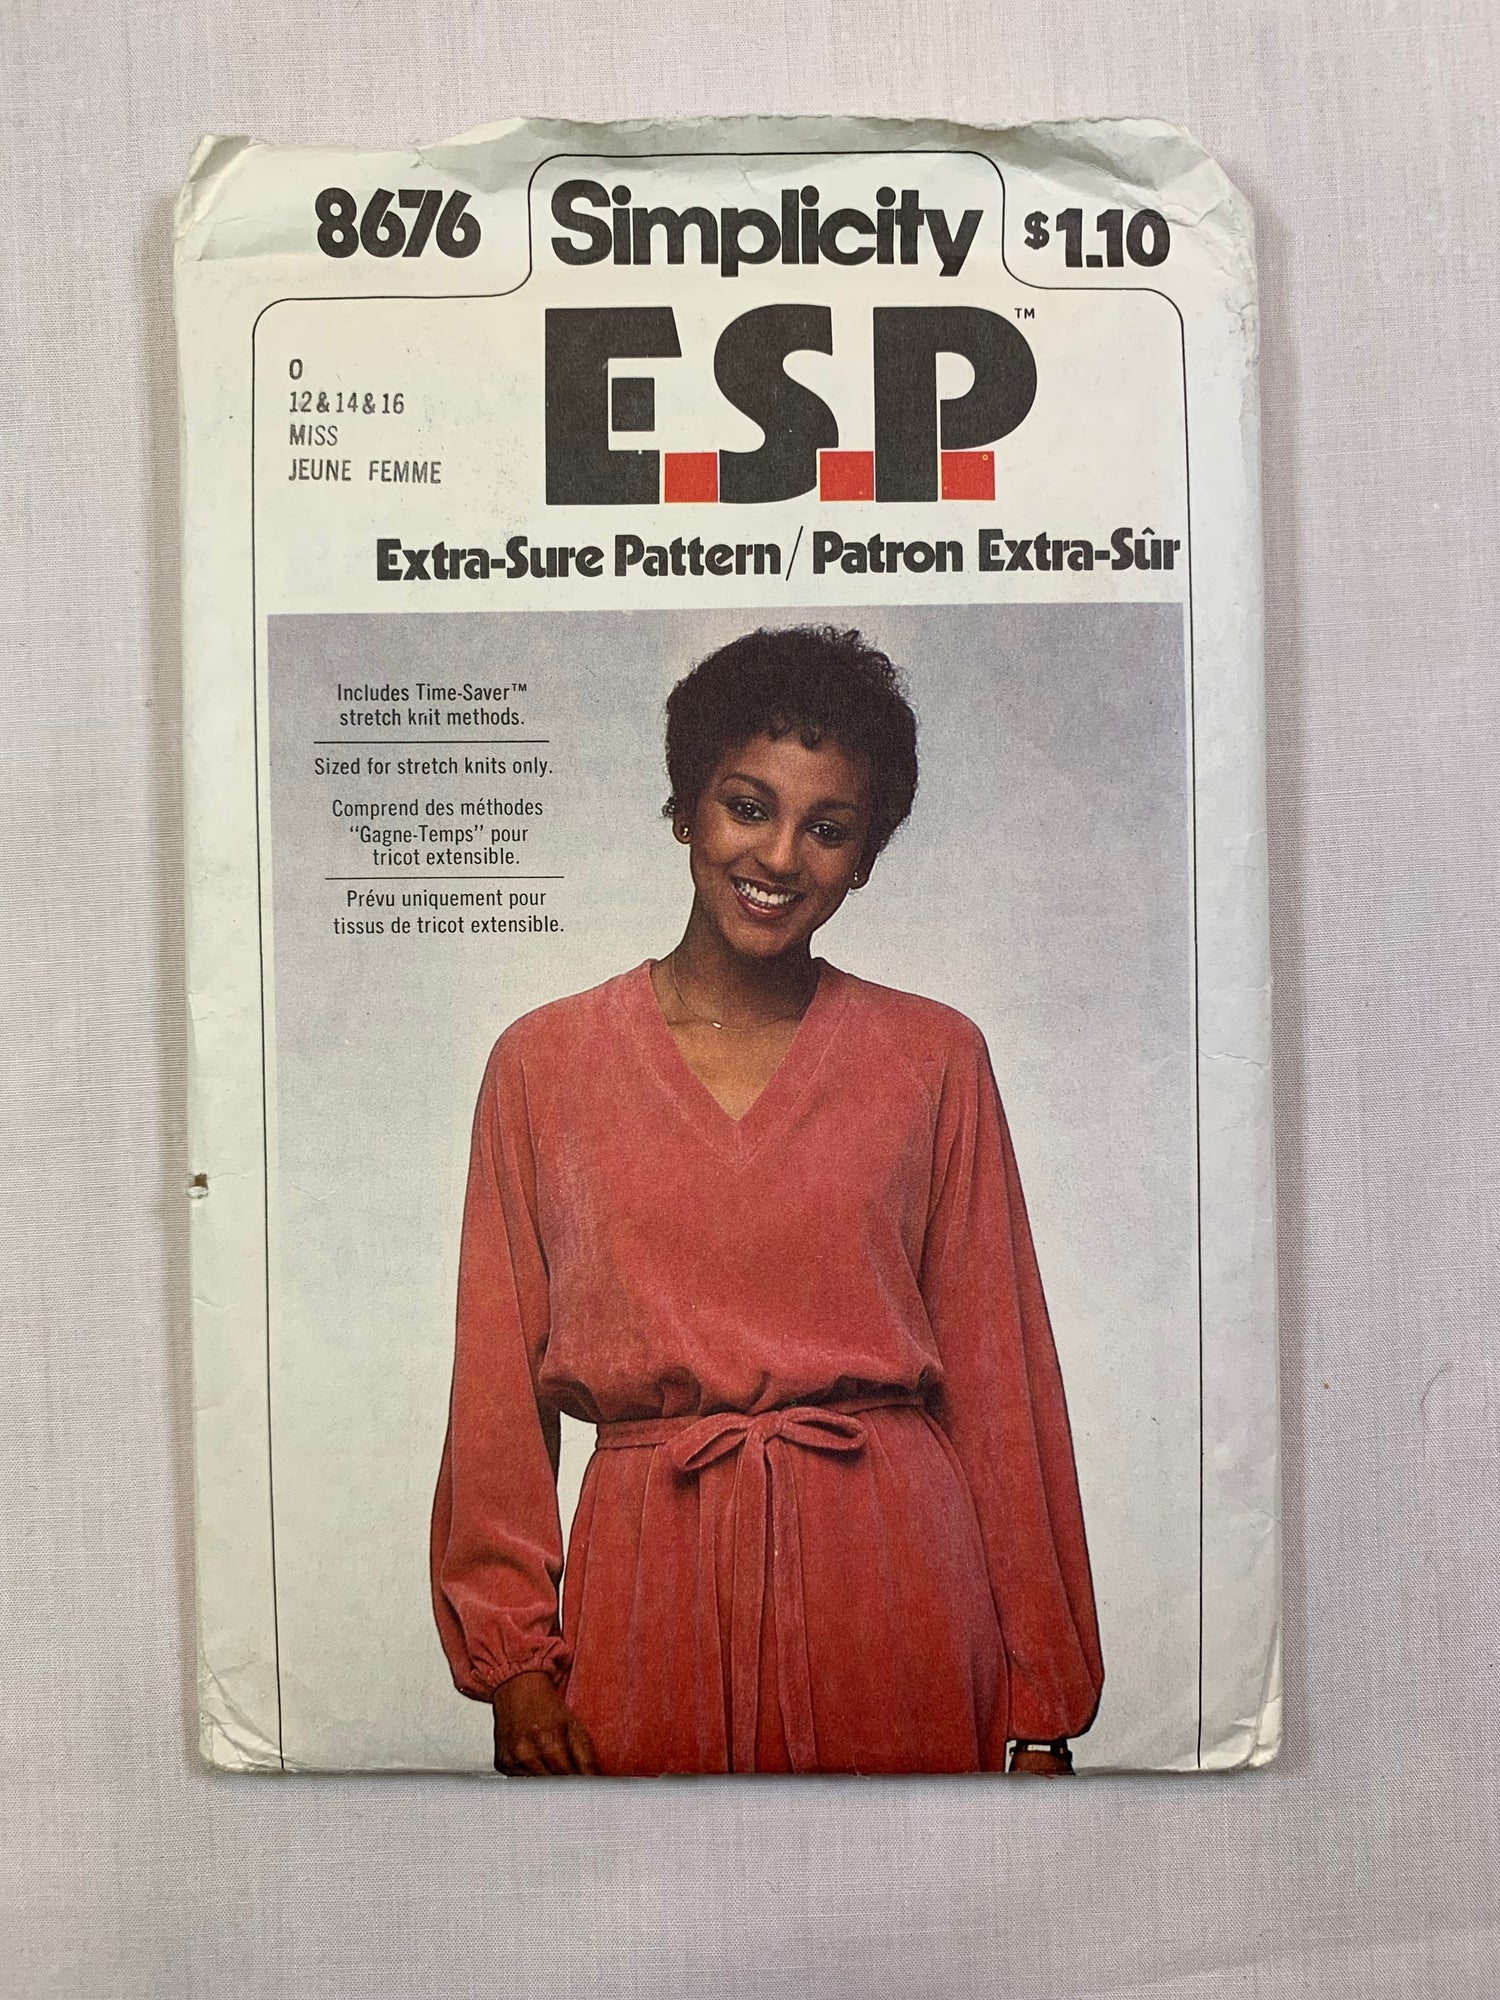 8676 Simplicity $1.10
E.S.P.™
O
12&14&16
MISS
JEUNE FEMME
Extra-Sure Pattern/Patron Extra-Sûr
Includes Time-Saver™
stretch knit methods.
Sized for stretch knits only.
Comprend des méthodes
“Gagne-Temps” pour
tricot extensible.
Prévu uniquement pour
tissus de tricot extensible.